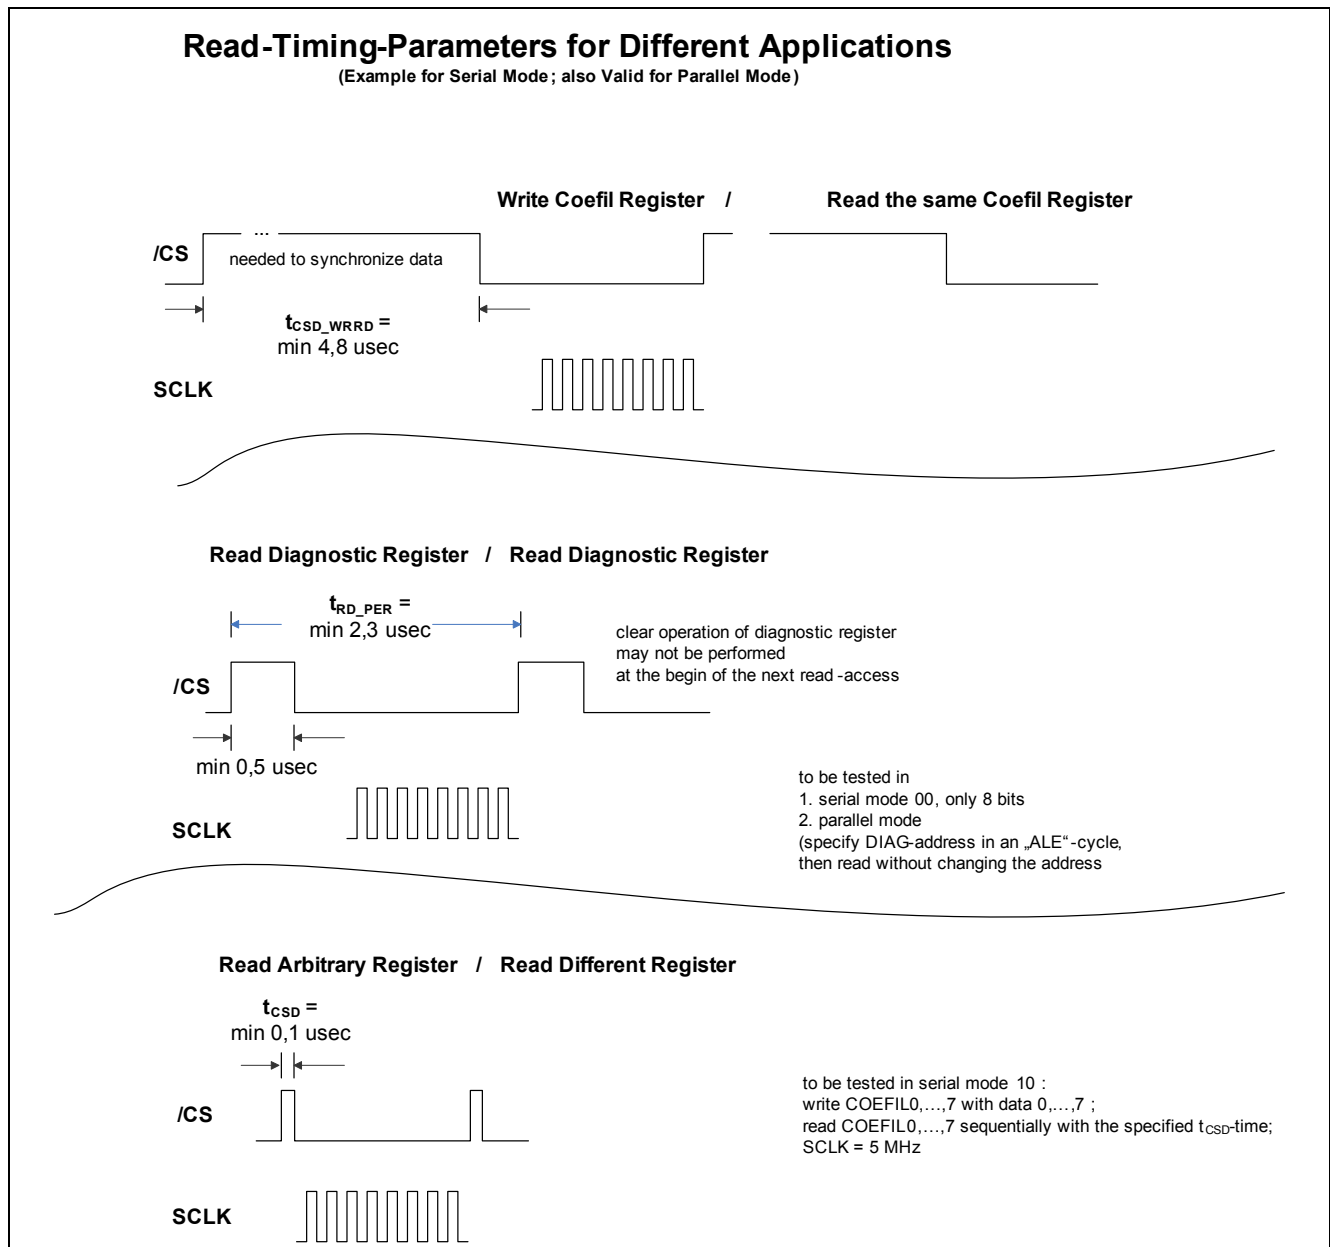 Read-Timing-Parameters for Different Applications
(Example for Serial Mode; also Valid for Parallel Mode)
Write Coefil Register / Read the same Coefil Register
...
/CS
needed to synchronize data
tCSD_WRRD =
min 4,8 usec
SCLK
Read Diagnostic Register / Read Diagnostic Register
tRD_PER =
min 2,3 usec
clear operation of diagnostic register
may not be performed
at the begin of the next read-access
/CS
min 0,5 usec
SCLK
to be tested in
1. serial mode 00, only 8 bits
2. parallel mode
(specify DIAG-address in an „ALE“-cycle,
then read without changing the address
Read Arbitrary Register / Read Different Register
tCSD =
min 0,1 usec
/CS
to be tested in serial mode 10 :
write COEFIL0,...,7 with data 0,...,7 ;
read COEFIL0,...,7 sequentially with the specified tCSD-time;
SCLK = 5 MHz
SCLK